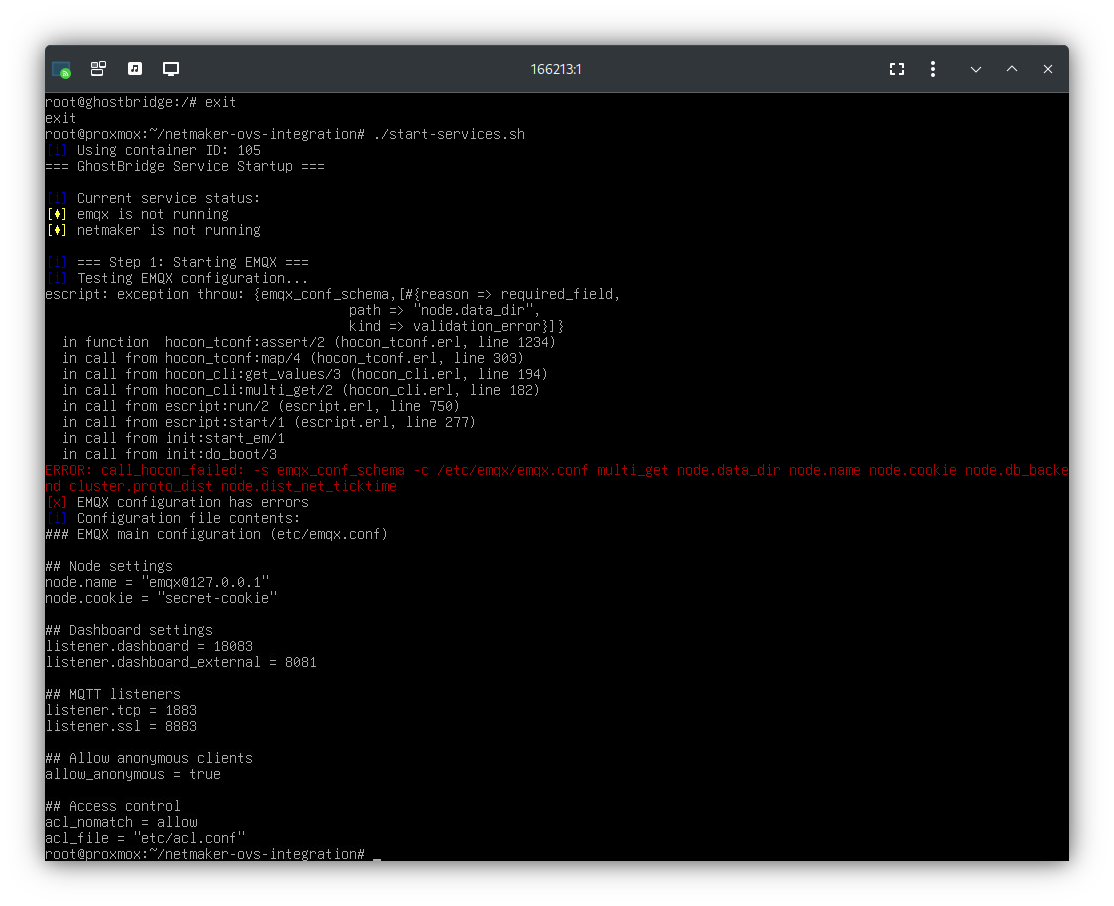 166213:1
root@ghostbridge:/# exit
exit
root@proxmox:~/netmaker-ovs-integration# ./start-services.sh
[!] Using container ID: 105
=== GhostBridge Service Startup ===
[!] Current service status:
[♦] emqx is not running
[♦] netmaker is not running
[!] === Step 1: Starting EMQX ===
[!] Testing EMQX configuration...
escript: exception throw: {emqx_conf_schema,[#{reason => required_field,
path => "node.data_dir",
kind => validation_error}]}
in function  hocon_tconf:assert/2 (hocon_tconf.erl, line 1234)
in call from hocon_tconf:map/4 (hocon_tconf.erl, line 303)
in call from hocon_cli:get_values/3 (hocon_cli.erl, line 194)
in call from hocon_cli:multi_get/2 (hocon_cli.erl, line 182)
in call from escript:run/2 (escript.erl, line 750)
in call from escript:start/1 (escript.erl, line 277)
in call from init:start_em/1
in call from init:do_boot/3
ERROR: call_hocon_failed: -s emqx_conf_schema -c /etc/emqx/emqx.conf multi_get node.data_dir node.name node.cookie node.db_backe
nd cluster.proto_dist node.dist_net_ticktime
[x] EMQX configuration has errors
[!] Configuration file contents:
### EMQX main configuration (etc/emqx.conf)
## Node settings
node.name = "emqx@127.0.0.1"
node.cookie = "secret-cookie"
## Dashboard settings
listener.dashboard = 18083
listener.dashboard_external = 8081
## MQTT listeners
listener.tcp = 1883
listener.ssl = 8883
## Allow anonymous clients
allow_anonymous = true
## Access control
acl_nomatch = allow
acl_file = "etc/acl.conf"
root@proxmox:~/netmaker-ovs-integration# _